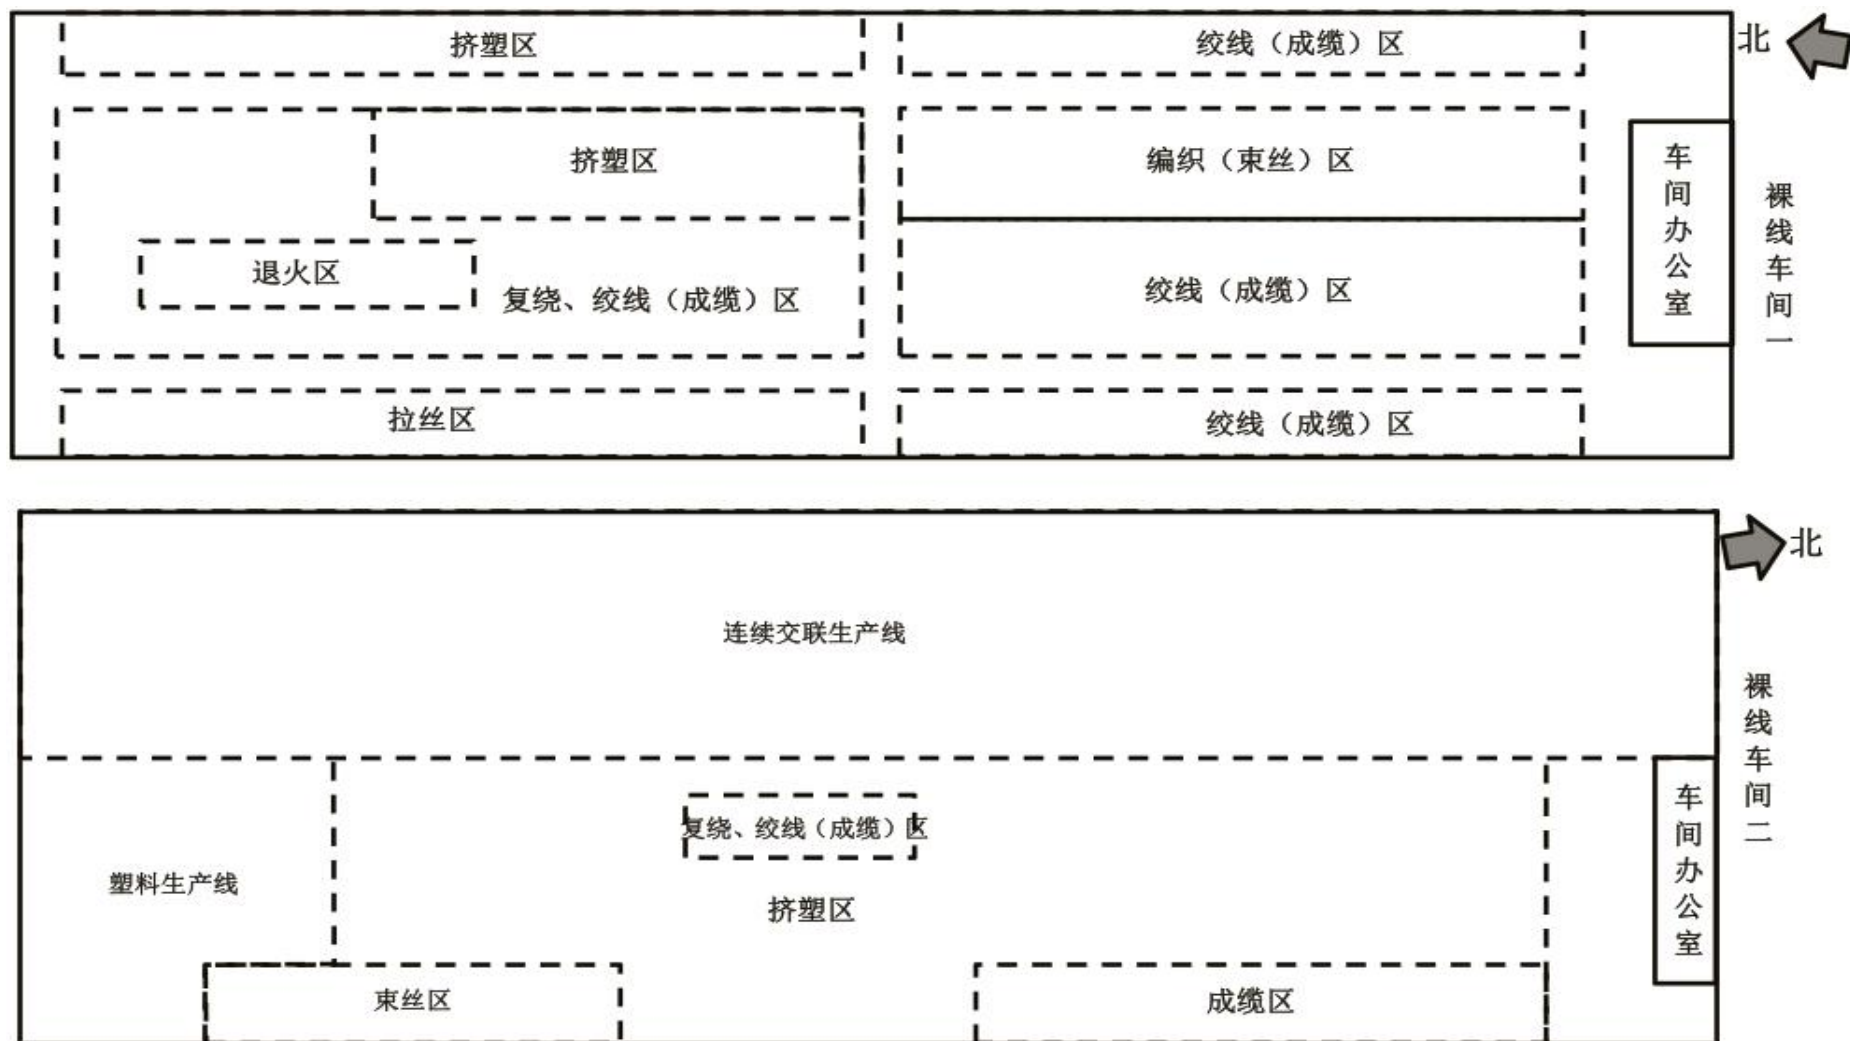 挤塑区
绞线（成缆）区
北
挤塑区
编织（束丝）区
车间办公室
裸线车间一
退火区
复绕、绞线（成缆）区
绞线（成缆）区
拉丝区
绞线（成缆）区
北
连续交联生产线
裸线车间二
复绕、绞线（成缆）区
车间办公室
塑料生产线
挤塑区
束丝区
成缆区